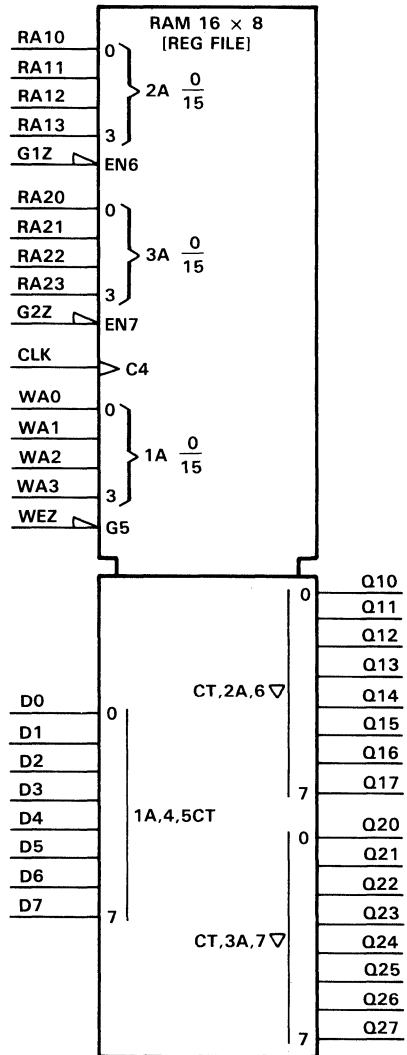 RAM 16 × 8
[REG FILE]
RA10
0
RA11
RA12
2A 0/15
RA13
3
G1Z
EN6
RA20
0
RA21
RA22
3A 0/15
RA23
3
G2Z
EN7
CLK
C4
WA0
0
WA1
WA2
1A 0/15
WA3
3
WEZ
G5
Q10
0
Q11
Q12
Q13
CT,2A,6 ▽
Q14
Q15
Q16
Q17
7
D0
0
D1
D2
D3
1A,4,5CT
D4
D5
D6
D7
7
Q20
0
Q21
Q22
Q23
CT,3A,7 ▽
Q24
Q25
Q26
Q27
7